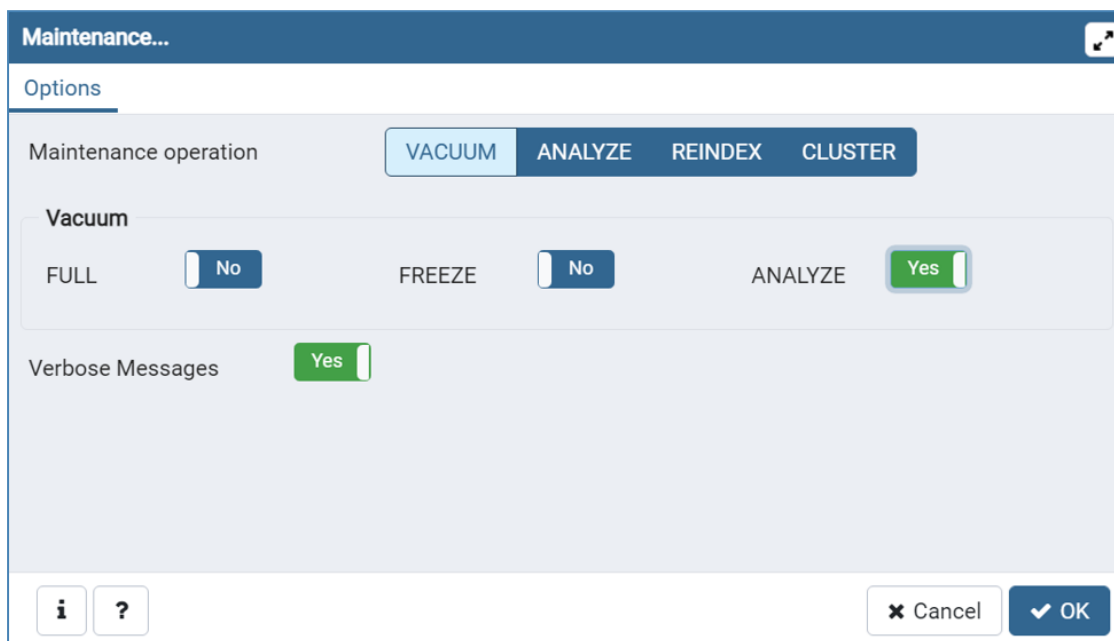 Maintenance...
Options
Maintenance operation VACUUM ANALYZE REINDEX CLUSTER
Vacuum
FULL No FREEZE No ANALYZE Yes
Verbose Messages Yes
i ? Cancel OK